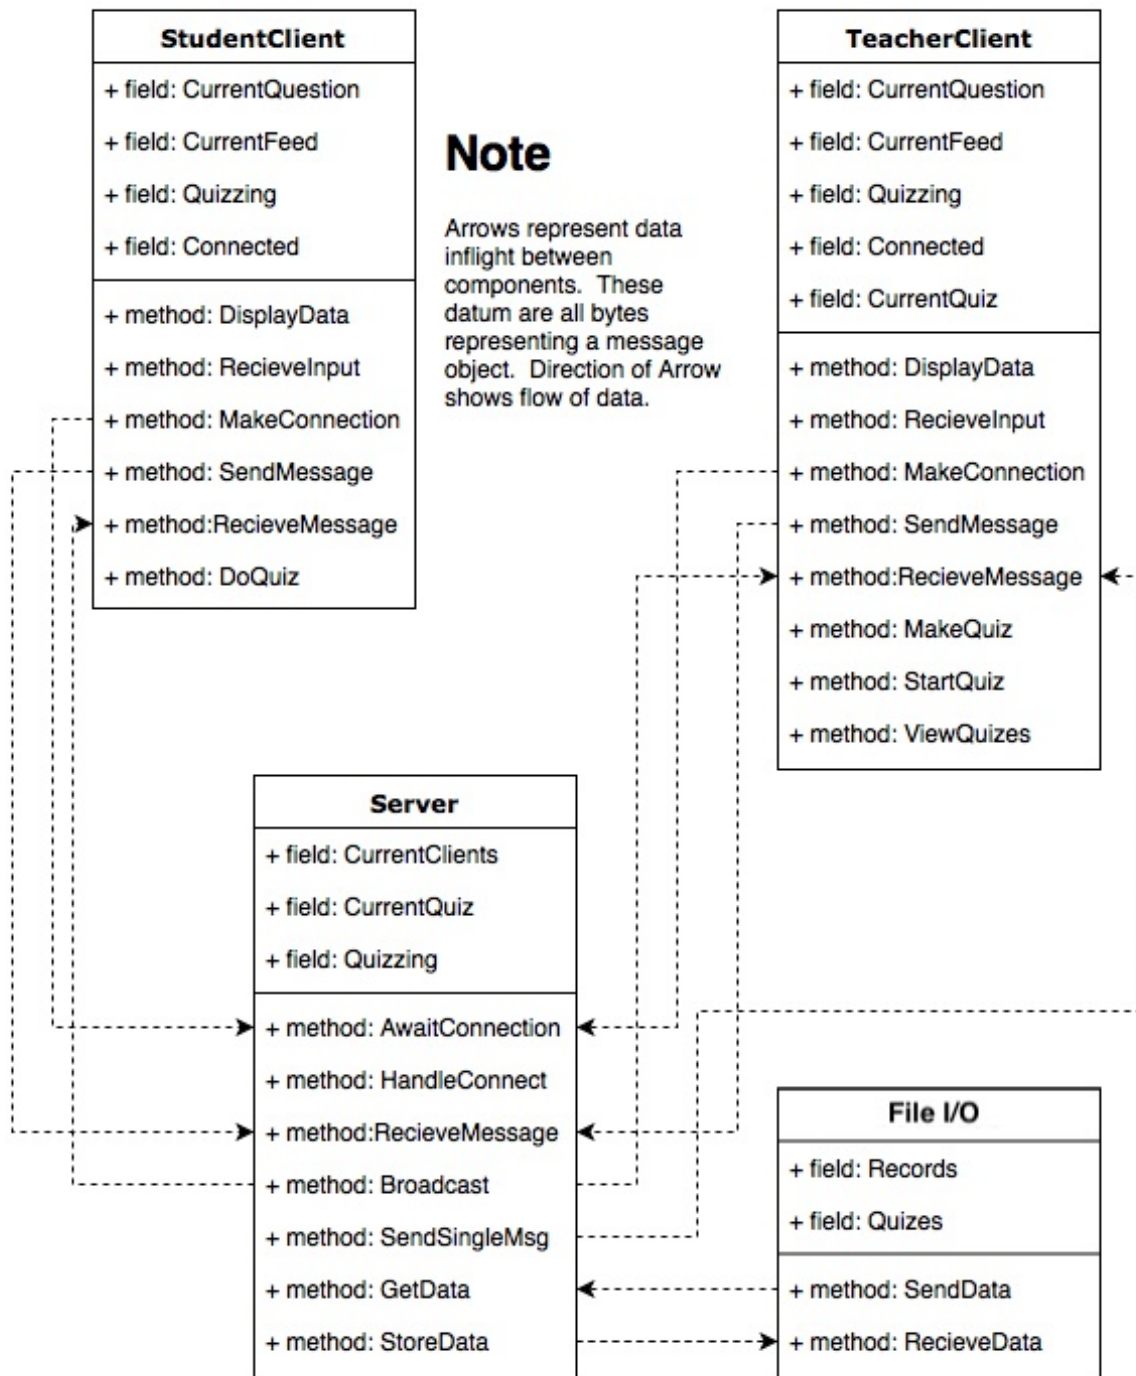 StudentClient
+ field: CurrentQuestion
+ field: CurrentFeed
+ field: Quizzing
+ field: Connected
+ method: DisplayData
+ method: RecieveInput
+ method: MakeConnection
+ method: SendMessage
+ method:RecieveMessage
+ method: DoQuiz
Note
Arrows represent data
inflight between
components.  These
datum are all bytes
representing a message
object.  Direction of Arrow
shows flow of data.
TeacherClient
+ field: CurrentQuestion
+ field: CurrentFeed
+ field: Quizzing
+ field: Connected
+ field: CurrentQuiz
+ method: DisplayData
+ method: RecieveInput
+ method: MakeConnection
+ method: SendMessage
+ method:RecieveMessage
+ method: MakeQuiz
+ method: StartQuiz
+ method: ViewQuizes
Server
+ field: CurrentClients
+ field: CurrentQuiz
+ field: Quizzing
+ method: AwaitConnection
+ method: HandleConnect
+ method:RecieveMessage
+ method: Broadcast
+ method: SendSingleMsg
+ method: GetData
+ method: StoreData
File I/O
+ field: Records
+ field: Quizes
+ method: SendData
+ method: RecieveData